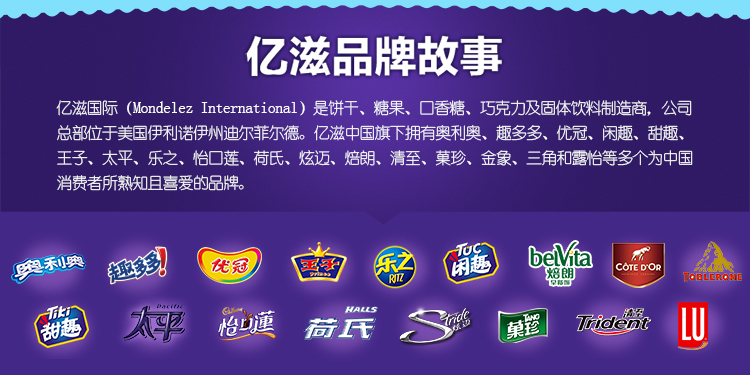 亿滋品牌故事
亿滋国际（Mondelez International）是饼干、糖果、口香糖、巧克力及固体饮料制造商，公司
总部位于美国伊利诺伊州迪尔菲尔德。亿滋中国旗下拥有奥利奥、趣多多、优冠、闲趣、甜趣、
王子、太平、乐之、怡口莲、荷氏、炫迈、焙朗、清至、菓珍、金象、三角和露怡等多个为中国
消费者所熟知且喜爱的品牌。
奥利奥
趣多多!
优冠
王子
Prince
乐之
RITZ
TUC
闲趣
belVita
焙朗
早餐饼
CÔTE D'OR
TOBLERONE
Tiki
甜趣
Pacific
太平
Cadbury
怡口蓮
HALLS
荷氏
Stride
炫迈
TANG
菓珍
清至
Trident
LU